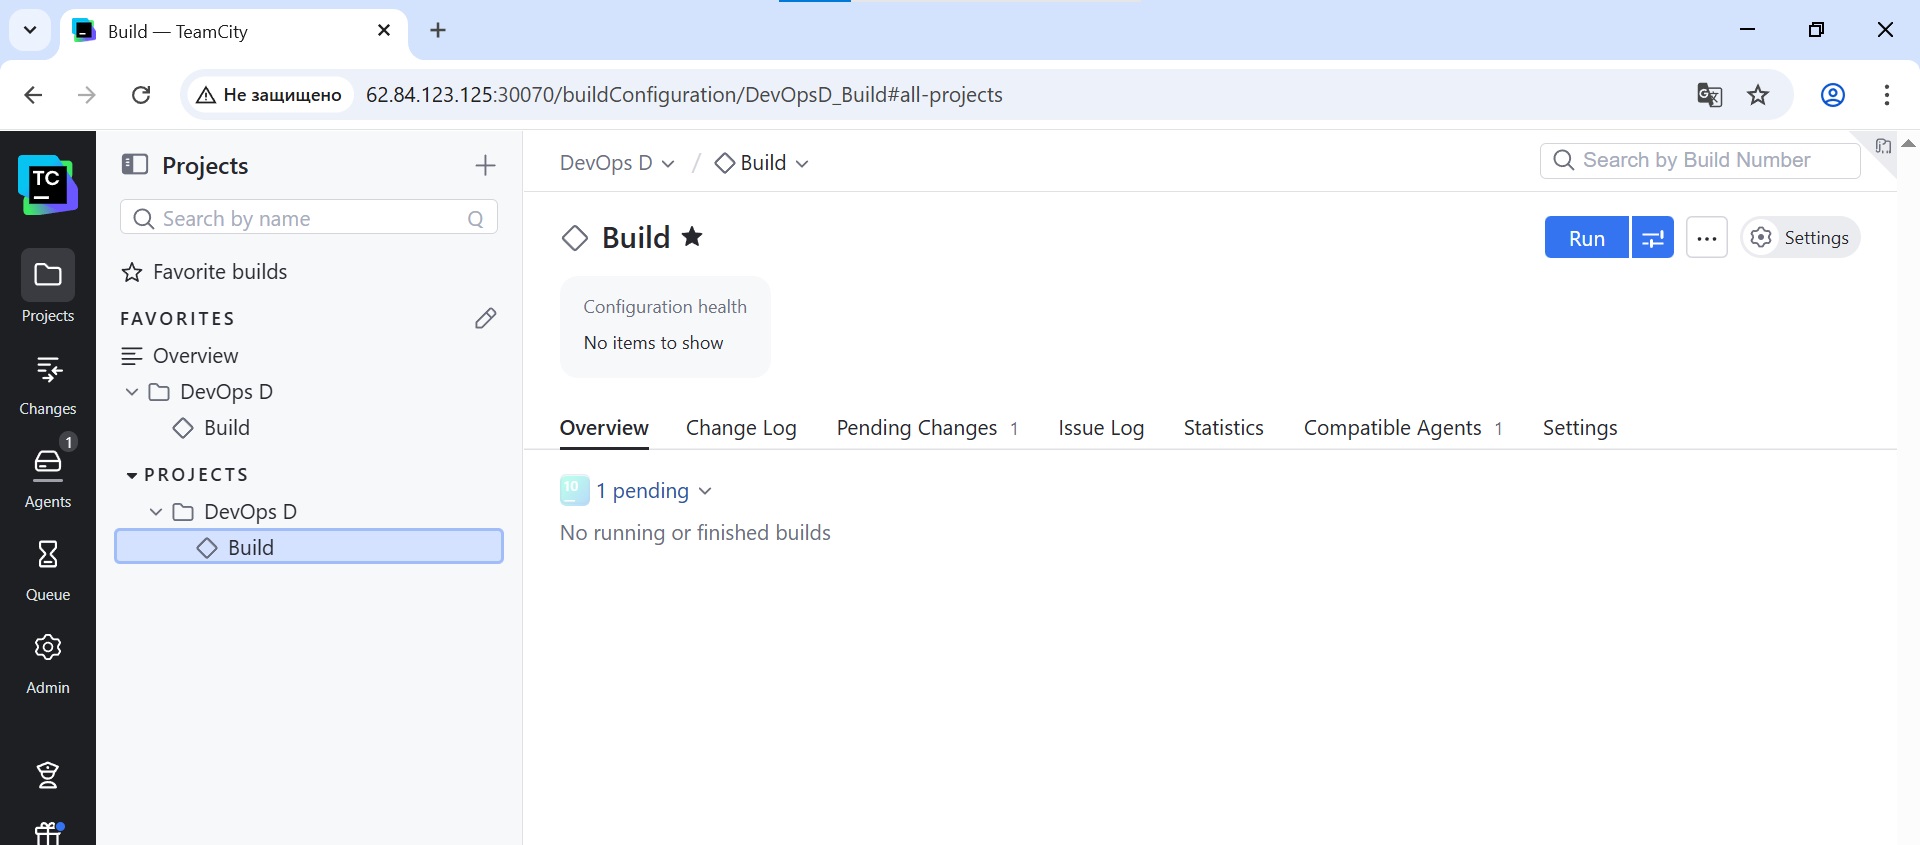 Build — TeamCity
Не защищено 62.84.123.125:30070/buildConfiguration/DevOpsD_Build#all-projects
TC
Projects
Changes
1
Agents
Queue
Admin
Projects
Search by name Q
Favorite builds
FAVORITES
Overview
DevOps D
Build
PROJECTS
DevOps D
Build
DevOps D / Build
Search by Build Number
Build
Run
Settings
Configuration health
No items to show
Overview Change Log Pending Changes 1 Issue Log Statistics Compatible Agents 1 Settings
10 1 pending
No running or finished builds